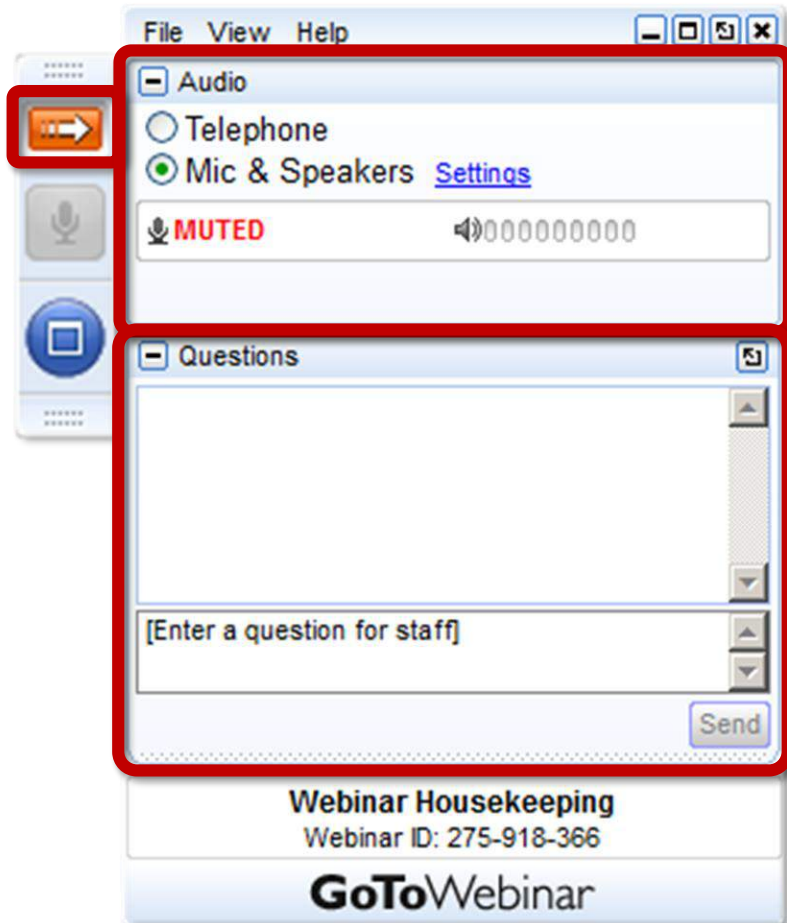 File View Help
Audio
Telephone
Mic & Speakers Settings
MUTED
Questions
[Enter a question for staff]
Send
Webinar Housekeeping
Webinar ID: 275-918-366
GoToWebinar